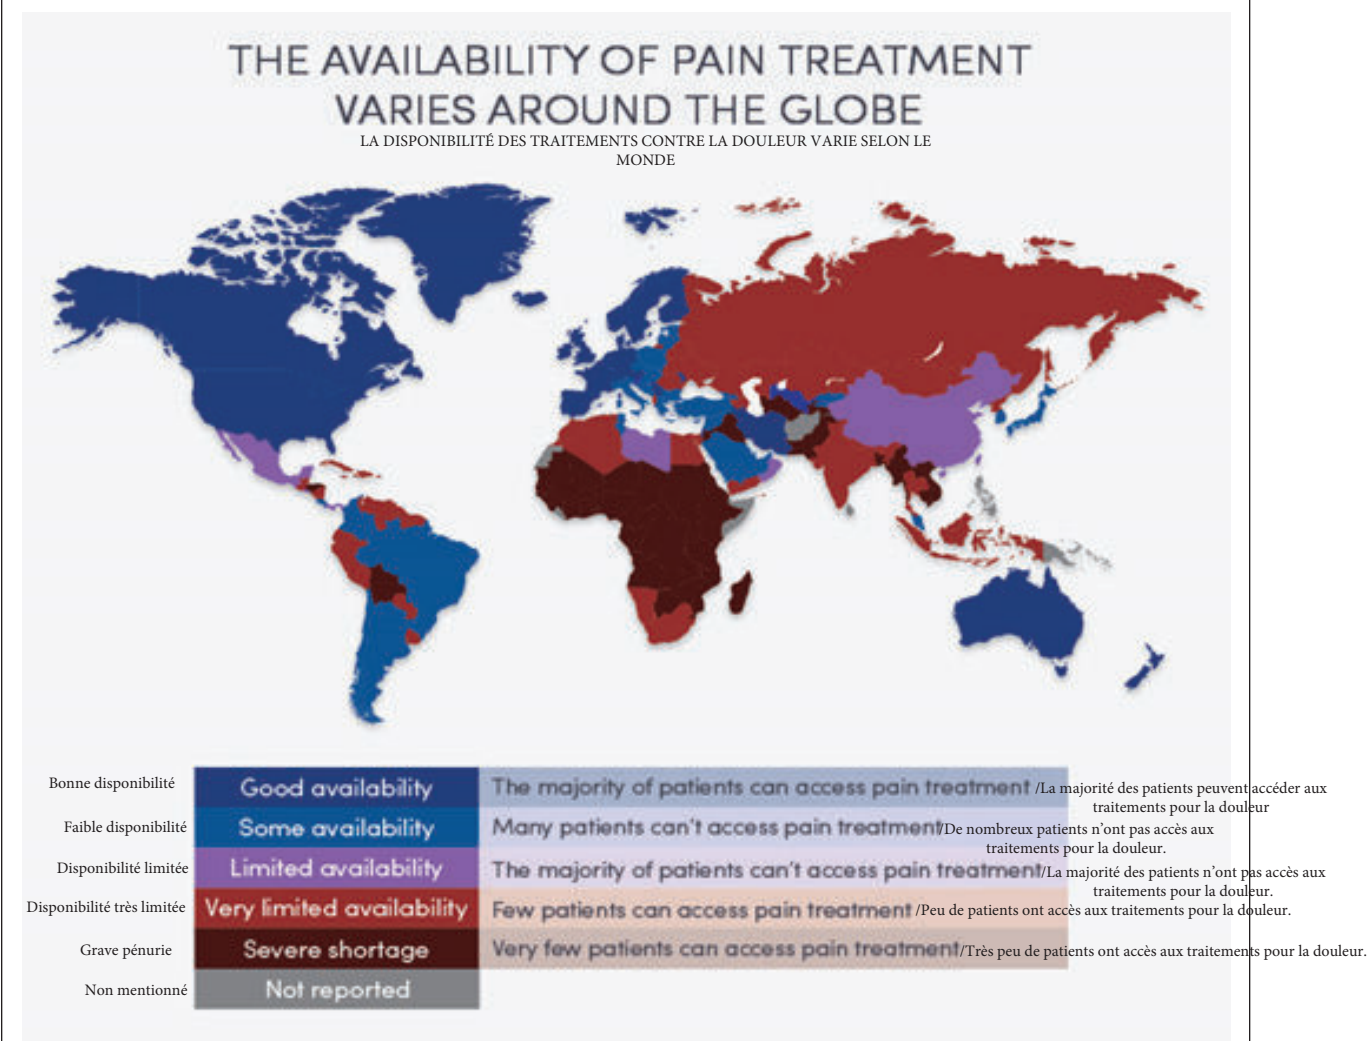 THE AVAILABILITY OF PAIN TREATMENT
VARIES AROUND THE GLOBE
LA DISPONIBILITÉ DES TRAITEMENTS CONTRE LA DOULEUR VARIE SELON LE
MONDE
Bonne disponibilité
Good availability
The majority of patients can access pain treatment /La majorité des patients peuvent accéder aux
traitements pour la douleur
Faible disponibilité
Some availability
Many patients can't access pain treatment/De nombreux patients n’ont pas accès aux
traitements pour la douleur.
Disponibilité limitée
Limited availability
The majority of patients can't access pain treatment/La majorité des patients n’ont pas accès aux
traitements pour la douleur.
Disponibilité très limitée
Very limited availability
Few patients can access pain treatment /Peu de patients ont accès aux traitements pour la douleur.
Grave pénurie
Severe shortage
Very few patients can access pain treatment/Très peu de patients ont accès aux traitements pour la douleur.
Non mentionné
Not reported